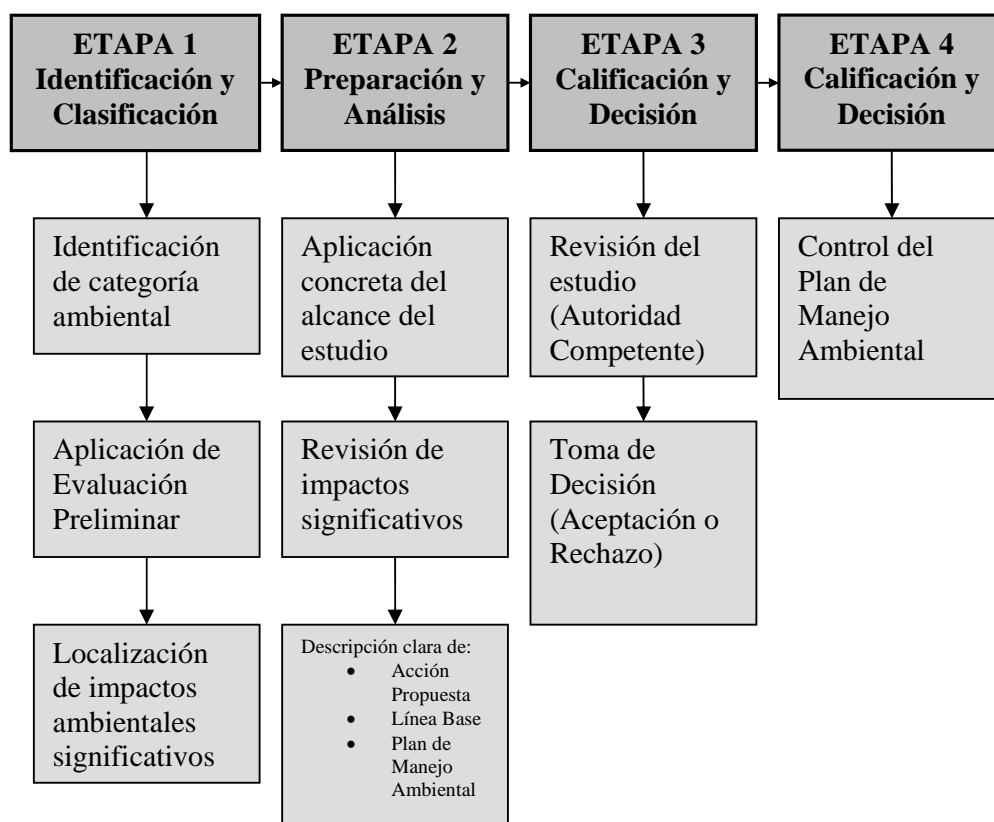 ETAPA 1
Identificación y
Clasificación
ETAPA 2
Preparación y
Análisis
ETAPA 3
Calificación y
Decisión
ETAPA 4
Calificación y
Decisión
Identificación
de categoría
ambiental
Aplicación
concreta del
alcance del
estudio
Revisión del
estudio
(Autoridad
Competente)
Control del
Plan de
Manejo
Ambiental
Aplicación de
Evaluación
Preliminar
Revisión de
impactos
significativos
Toma de
Decisión
(Aceptación o
Rechazo)
Localización
de impactos
ambientales
significativos
Descripción clara de:
• Acción
Propuesta
• Línea Base
• Plan de
Manejo
Ambiental